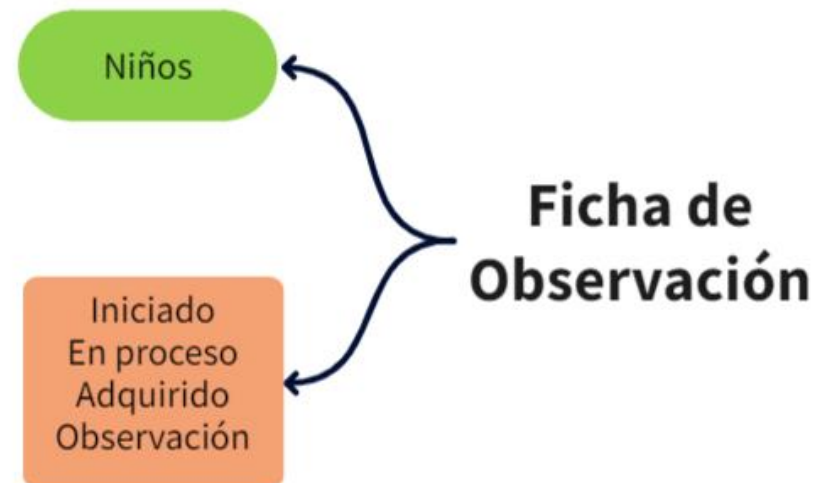 Niños
Ficha de
Observación
Iniciado
En proceso
Adquirido
Observación